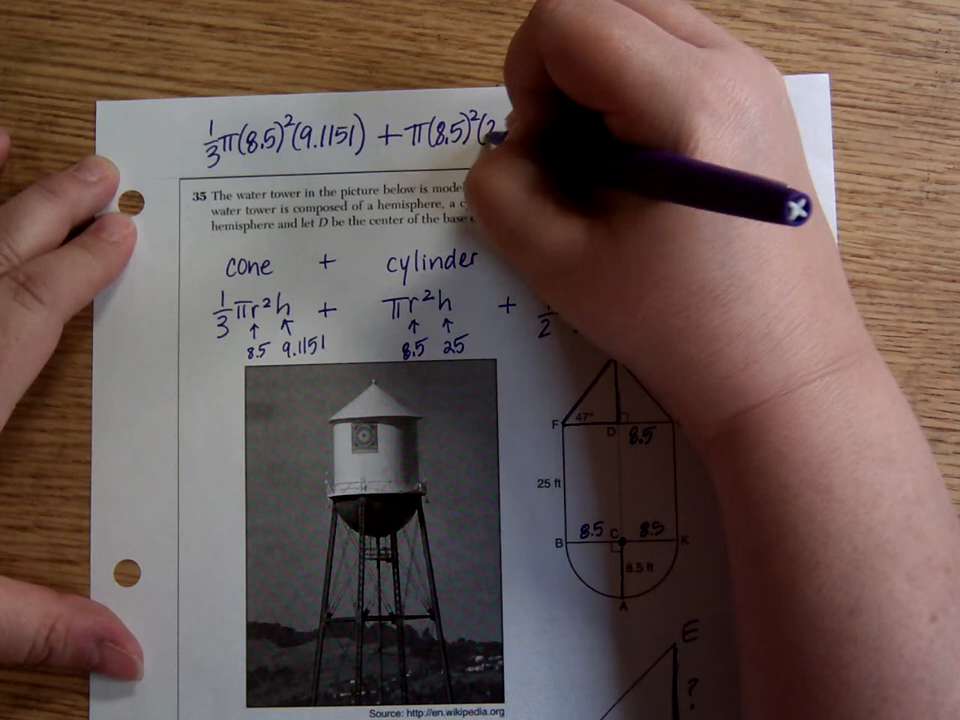 1/3π(8.5)²(9.1151) + π(8.5)²(2
35 The water tower in the picture below is
water tower is composed of a hemisphere, a
hemisphere and let D be the center of the base
cone + cylinder
1/3πr²h + πr²h + 1/2
↑ ↑ ↑ ↑
8.5 9.1151 8.5 25
F 47° D 8.5
25 ft
B 8.5 C 8.5 K
8.5 ft
A
E
?
Source: http://en.wikipedia.org